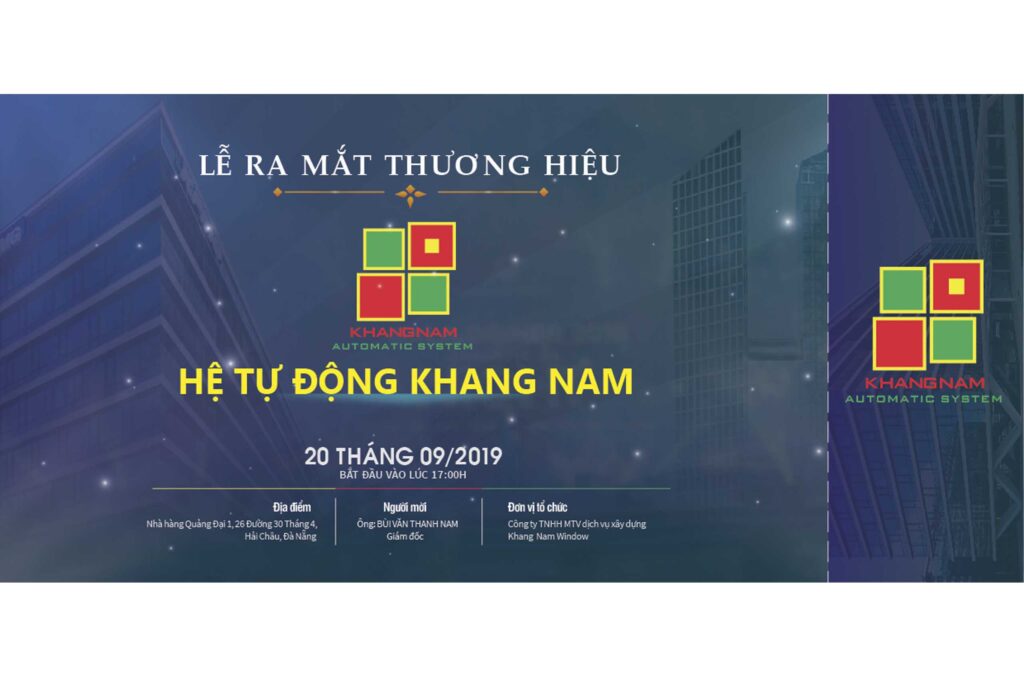 LỄ RA MẮT THƯƠNG HIỆU
KHANGNAM
AUTOMATIC SYSTEM
HỆ TỰ ĐỘNG KHANG NAM
20 THÁNG 09/2019
BẮT ĐẦU VÀO LÚC 17:00H
Địa điểm
Nhà hàng Quảng Đại 1, 26 Đường 30 Tháng 4,
Hải Châu, Đà Nẵng
Người mời
Ông: BÙI VĂN THANH NAM
Giám đốc
Đơn vị tổ chức
Công ty TNHH MTV dịch vụ xây dựng
Khang Nam Window
KHANGNAM
AUTOMATIC SYSTEM